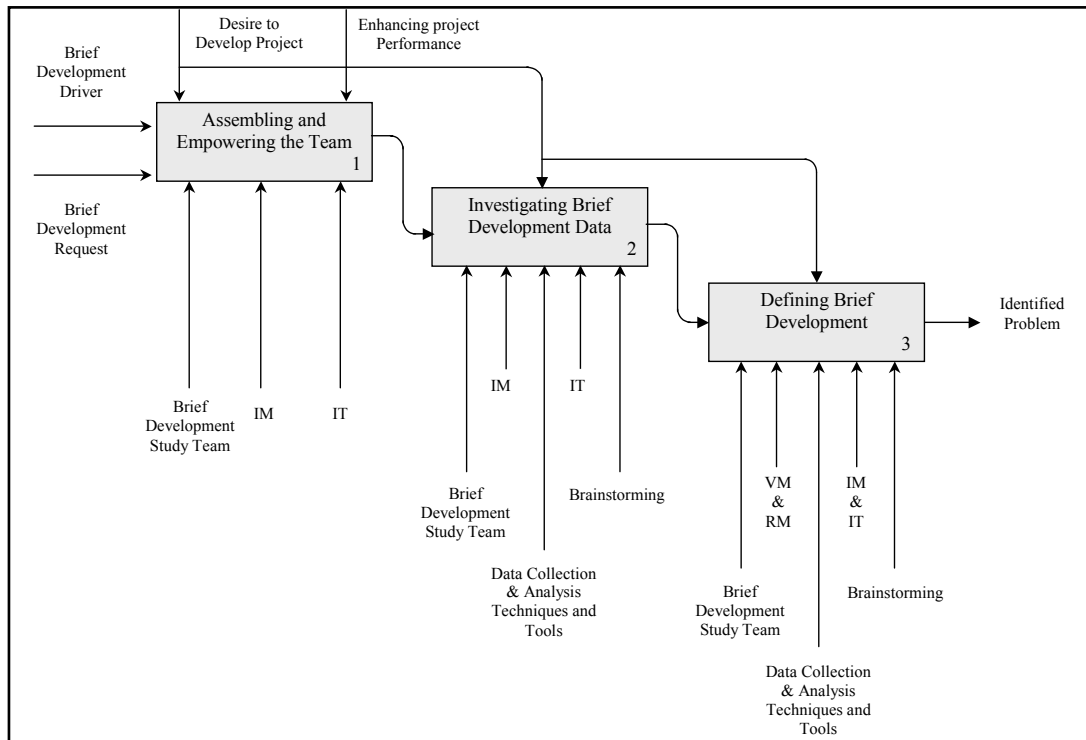 Desire to
Develop Project
Enhancing project
Performance
Brief
Development
Driver
Assembling and
Empowering the Team
1
Brief
Development
Request
Investigating Brief
Development Data
2
Defining Brief
Development
3
Identified
Problem
Brief
Development
Study Team
IM
IT
IM
IT
Brief
Development
Study Team
Brainstorming
Data Collection
& Analysis
Techniques and
Tools
VM
&
RM
IM
&
IT
Brief
Development
Study Team
Brainstorming
Data Collection
& Analysis
Techniques and
Tools